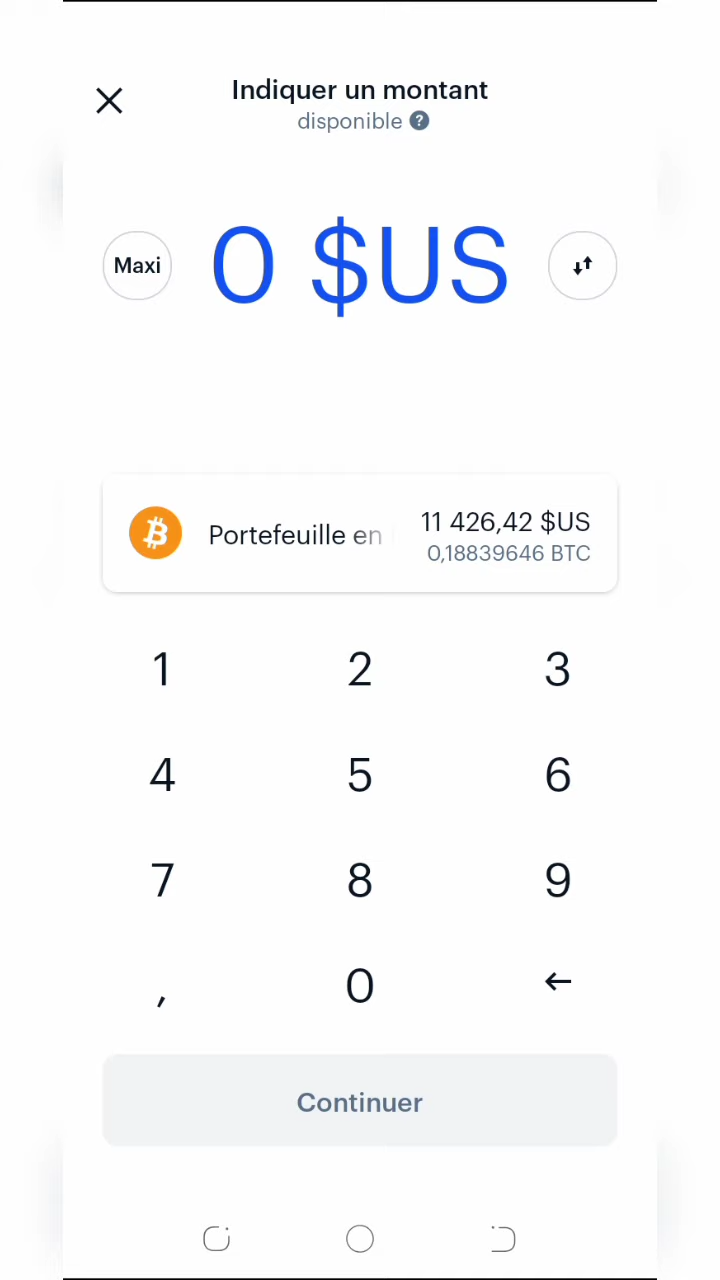 Indiquer un montant
disponible ?
Maxi
0 $US
Portefeuille en
11 426,42 $US
0,18839646 BTC
1 2 3
4 5 6
7 8 9
, 0 ←
Continuer